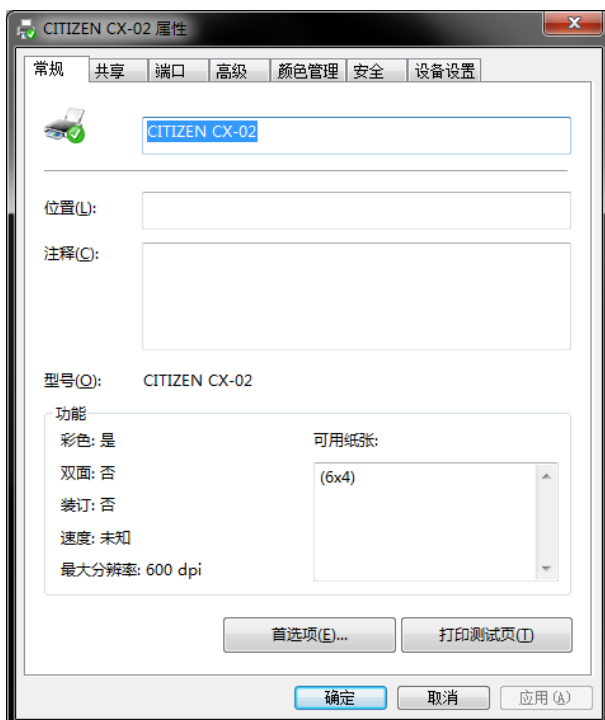 CITIZEN CX-02 属性
常规 共享 端口 高级 颜色管理 安全 设备设置
CITIZEN CX-02
位置(L):
注释(C):
型号(O): CITIZEN CX-02
功能
彩色: 是 可用纸张:
双面: 否 (6x4)
装订: 否
速度: 未知
最大分辨率: 600 dpi
首选项(E)... 打印测试页(T)
确定 取消 应用(A)